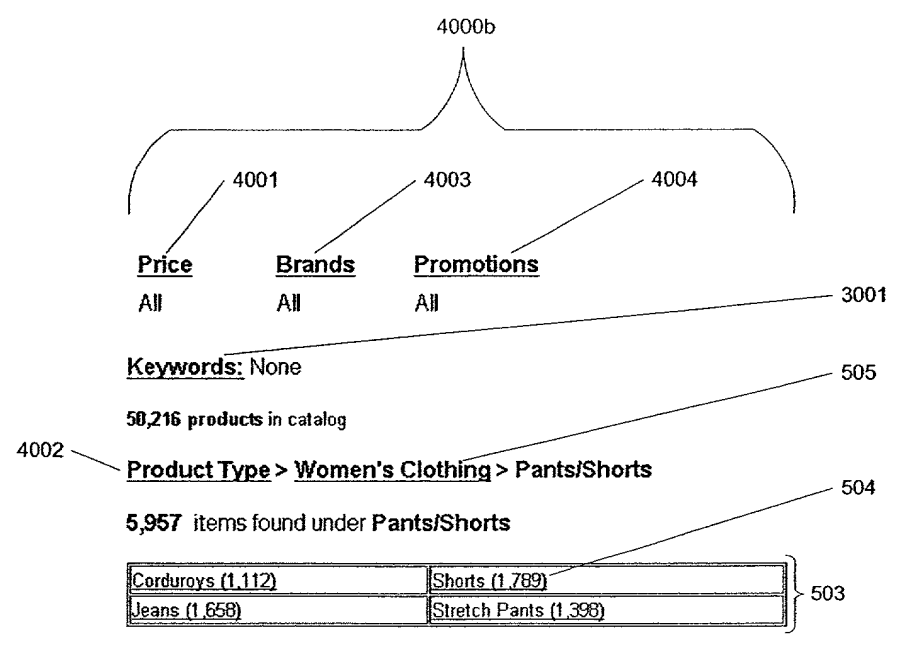 4000b
4001 4003 4004
Price Brands Promotions
All All All
3001
Keywords: None
505
50,216 products in catalog
4002
Product Type > Women's Clothing > Pants/Shorts
504
5,957 items found under Pants/Shorts
Corduroys (1,112) Shorts (1,789)
503
Jeans (1,658) Stretch Pants (1,398)